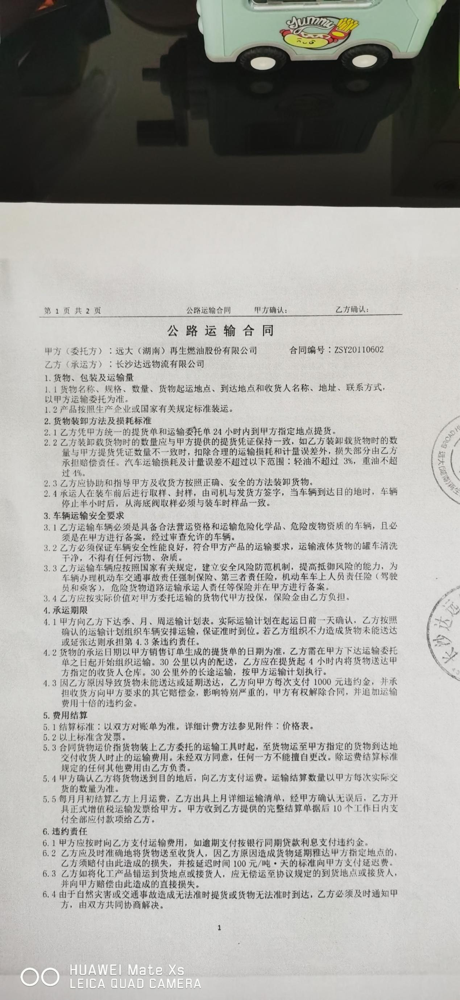 yummy
第 1 页 共 2 页 公路运输合同 甲方确认： 乙方确认：
公路运输合同
甲方（委托方）：远大（湖南）再生燃油股份有限公司 合同编号：ZSY20110602
乙方（承运方）：长沙达远物流有限公司
1.货物、包装及运输量
1.1 货物名称、规格、数量、货物起运地点、到达地点和收货人名称、地址、联系方式，
以甲方运输委托为准。
1.2 产品按照生产企业或国家有关规定标准装运。
2.货物装卸方法及损耗标准
2.1 乙方凭甲方统一的提货单和运输委托单 24 小时内到甲方指定地点提货。
2.2 乙方装卸载货物时的数量应与甲方提供的提货凭证保持一致，如乙方装卸载货物时的数
量与甲方提货凭证数量不一致时，扣除合理的运输损耗和计量误差外，损失部分由乙方
承担赔偿责任。汽车运输损耗及计量误差不超过以下范围：轻油不超过 3%，重油不超
过 4%。
2.3 乙方应协助和指导甲方及收货方按照正确、安全的方法装卸货物。
2.4 承运人在装车前后进行取样、封样，由司机与发货方签字，当车辆到达目的地时，车辆
停止半小时后，从海底阀取样必须与装车时样品一致。
3.车辆运输安全要求
3.1 乙方运输车辆必须是具备合法营运资格和运输危险化学品、危险废物资质的车辆，且必
须是在甲方进行备案，经过审查允许的车辆。
3.2 乙方必须保证车辆安全性能良好，符合甲方产品的运输要求，运输液体货物的罐车清洗
干净，不得有任何污物、杂质。
3.3 乙方运输车辆应按照国家有关规定，建立安全风险防范机制，提高抵御风险的能力，为
车辆办理机动车交通事故责任强制保险、第三者责任险，机动车车上人员责任险（驾驶
员和乘客），危险货物道路运输承运人责任等保险并在甲方进行备案。
3.4 乙方应按实际价值对甲方委托运输的货物代甲方投保，保险金由乙方负担。
4.承运期限
4.1 甲方向乙方下达季、月、周运输计划表。实际运输计划在起运日前一天确认，乙方按照
确认的运输计划组织车辆安排运输，保证准时到位。若乙方组织不力造成货物未能送达
或延张达则承担第 4.3 条违约责任。
4.2 货物的承运日期以甲方销售订单生成的提货单的日期为准，乙方需在甲方下达运输委托
单之日起开始组织运输。30 公里以内的配送，乙方应在提货起 4 小时内将货物送达甲
方指定的收货人仓库。30 公里外的长途运输，按甲方运输计划执行。
4.3 因乙方原因导致货物未能送达或延期送达，乙方向甲方每次支付 1000 元违约金，并承
担收货方向甲方要求的其它赔偿金，影响特别严重的，甲方有权解除合同，并追加运输
费用十倍的违约金。
5.费用结算
5.1 结算标准：以双方对账单为准。详细计费方法参见附件：价格表。
5.2 以上标准含发票。
5.3 合同货物运价指货物装上乙方委托的运输工具时起，至货物运至甲方指定的货物到达地
交付收货人时止的运输费用。未经双方同意，任何一方不能擅自更改。除运费结算标准
规定的任何其他费用由乙方负责。
5.4 甲方确认乙方将货物送到目的地后，向乙方支付运费。运输结算数量以甲方每次实际交
货的数量为准。
5.5 每月月初结算乙方上月运费，乙方出具上月详细运输清单，经甲方确认无误后，乙方开
具正式增值税运输发票给甲方。甲方收到乙方提供的完整结算单据后 10 个工作日内支
付全部应付款项给乙方。
6.违约责任
6.1 甲方应按时向乙方支付运输费用，如逾期支付按银行同期贷款利息支付违约金。
6.2 乙方应及时准确地将货物送至收货人，因乙方原因造成货物延期雅达甲方指定地点的，
乙方须赔付由此造成的损失，并按延迟时间 100 元/吨·天的标准向甲方支付延迟费。
6.3 乙方如将化工产品错运到货地点或接货人，应无偿运至协议规定的到货地点或接货人，
并向甲方赔偿由此造成的直接损失。
6.4 由于自然灾害或交通事故造成无法准时提货或货物无法准时到达，乙方必须及时通知甲
方，由双方共同协商解决。
1
BROAD
远大(湖南)
长沙达远
HUAWEI Mate Xs
LEICA QUAD CAMERA